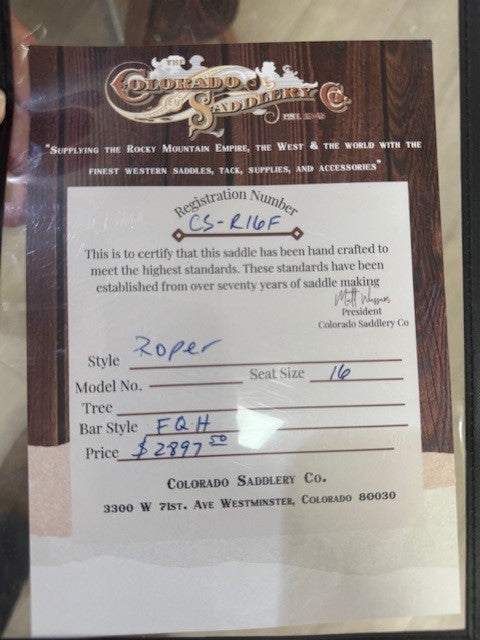 THE
COLORADO
SADDLERY CO.
"SUPPLYING THE ROCKY MOUNTAIN EMPIRE, THE WEST & THE WORLD WITH THE
FINEST WESTERN SADDLES, TACK, SUPPLIES, AND ACCESSORIES"
Registration Number
CS-R16F
This is to certify that this saddle has been hand crafted to
meet the highest standards. These standards have been
established from over seventy years of saddle making
President
Colorado Saddlery Co
Style Roper
Model No. Seat Size 16
Tree
Bar Style FQH
Price $2897 50
COLORADO SADDLERY CO.
3300 W 71ST. AVE WESTMINSTER, COLORADO 80030